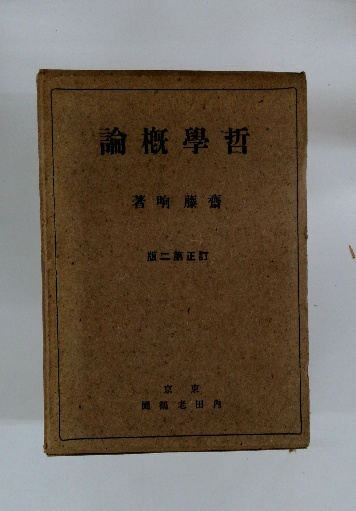 哲學概論
齋藤晌著
訂正第二版
東京
內田老鶴圃